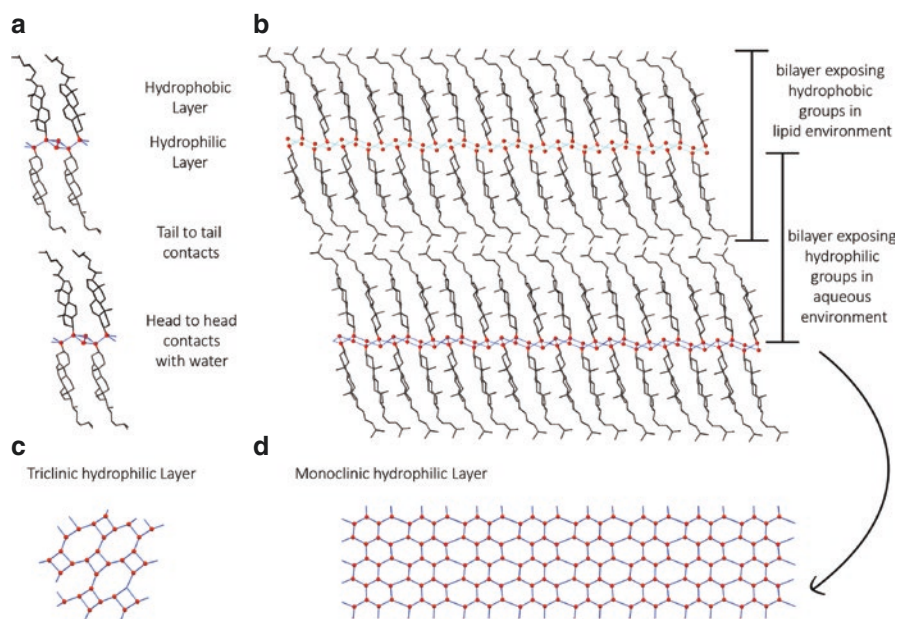 a
b
Hydrophobic
Layer
Hydrophilic
Layer
Tail to tail
contacts
Head to head
contacts
with water
bilayer exposing
hydrophobic
groups in
lipid environment
bilayer exposing
hydrophilic
groups in
aqueous
environment
c
d
Triclinic hydrophilic Layer
Monoclinic hydrophilic Layer